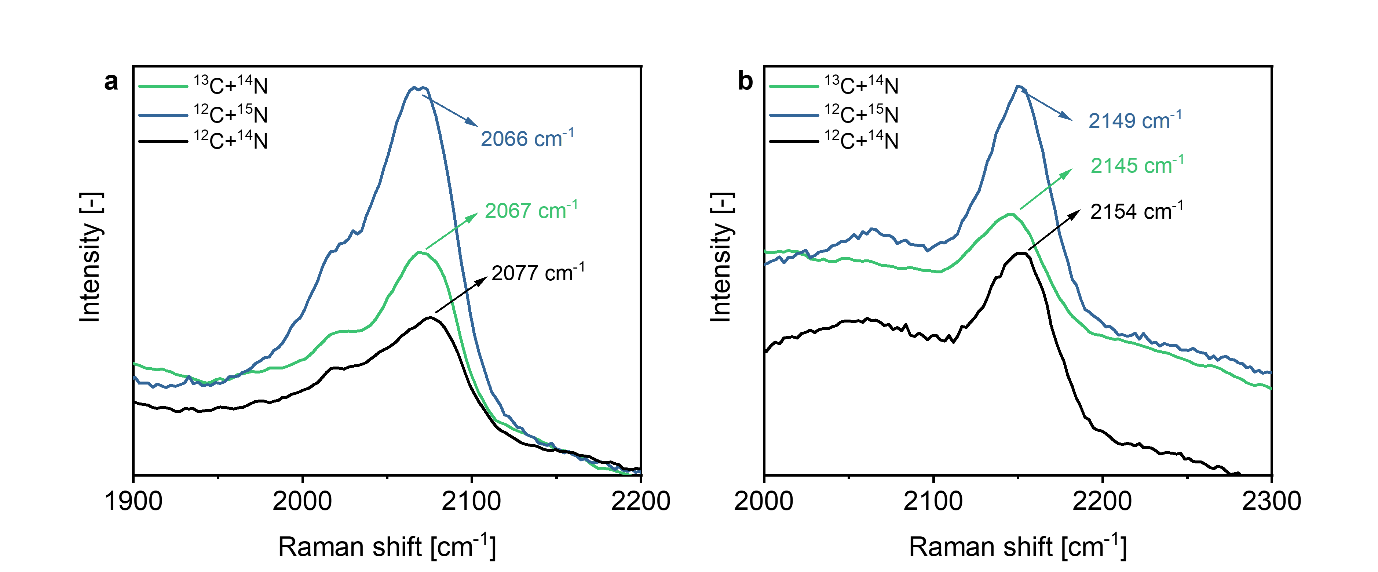 a
¹³C+¹⁴N
¹²C+¹⁵N
¹²C+¹⁴N
2066 cm⁻¹
2067 cm⁻¹
2077 cm⁻¹
Intensity [-]
1900
2000
2100
2200
Raman shift [cm⁻¹]
b
¹³C+¹⁴N
¹²C+¹⁵N
¹²C+¹⁴N
2149 cm⁻¹
2145 cm⁻¹
2154 cm⁻¹
Intensity [-]
2000
2100
2200
2300
Raman shift [cm⁻¹]